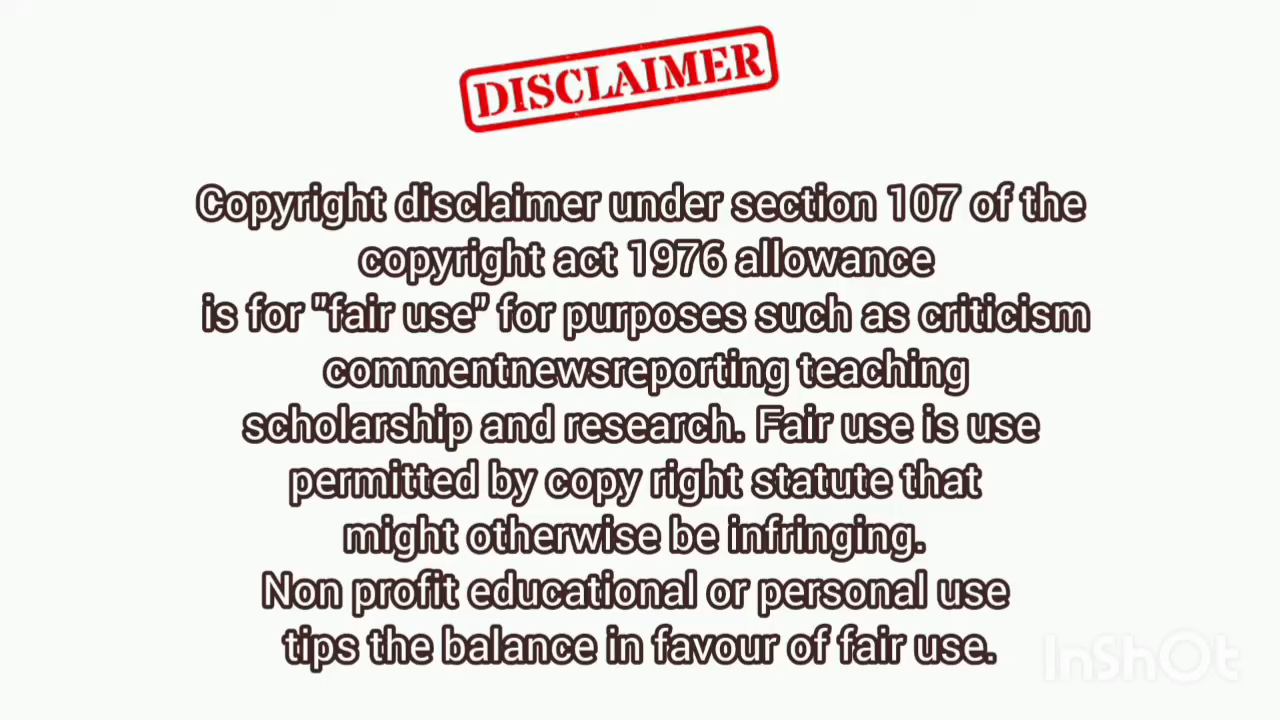 DISCLAIMER
Copyright disclaimer under section 107 of the
copyright act 1976 allowance
is for "fair use" for purposes such as criticism
commentnewsreporting teaching
scholarship and research. Fair use is use
permitted by copy right statute that
might otherwise be infringing.
Non profit educational or personal use
tips the balance in favour of fair use.
InShOt